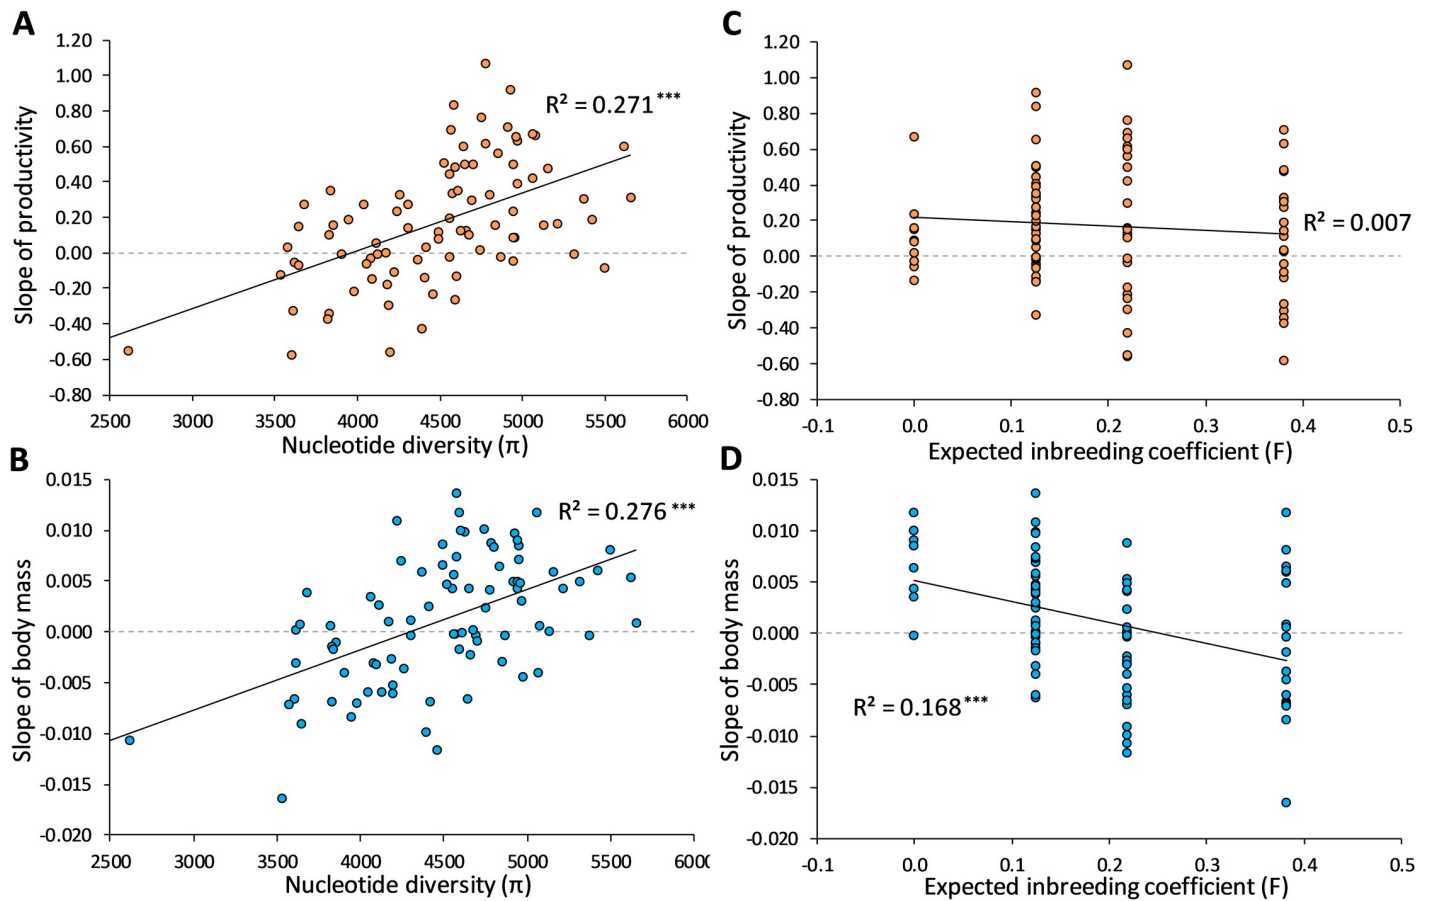 A
1.20
1.00
0.80
0.60
0.40
0.20
0.00
-0.20
-0.40
-0.60
-0.80
Slope of productivity
R² = 0.271***
2500 3000 3500 4000 4500 5000 5500 6000
Nucleotide diversity (π)
C
1.20
1.00
0.80
0.60
0.40
0.20
0.00
-0.20
-0.40
-0.60
-0.80
Slope of productivity
R² = 0.007
-0.1 0.0 0.1 0.2 0.3 0.4 0.5
Expected inbreeding coefficient (F)
B
0.015
0.010
0.005
0.000
-0.005
-0.010
-0.015
-0.020
Slope of body mass
R² = 0.276***
2500 3000 3500 4000 4500 5000 5500 600
Nucleotide diversity (π)
D
0.015
0.010
0.005
0.000
-0.005
-0.010
-0.015
-0.020
Slope of body mass
R² = 0.168***
-0.1 0.0 0.1 0.2 0.3 0.4 0.5
Expected inbreeding coefficient (F)